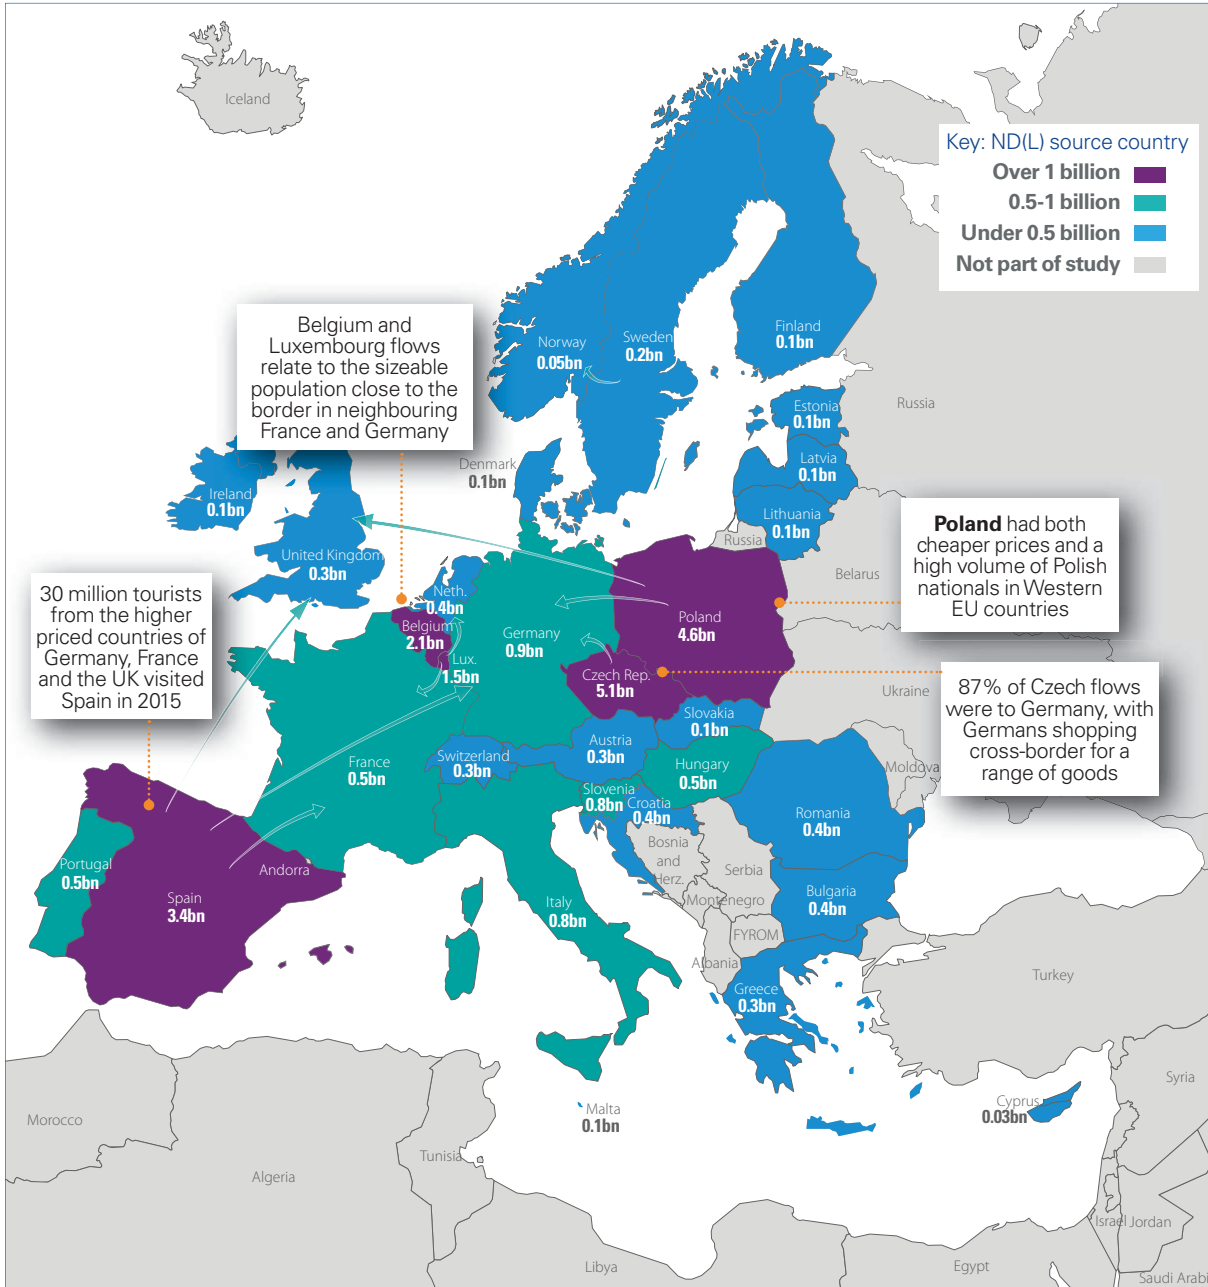 Iceland
Key: ND(L) source country
Over 1 billion
0.5-1 billion
Under 0.5 billion
Not part of study
Belgium and
Luxembourg flows
relate to the sizeable
population close to the
border in neighbouring
France and Germany
Norway
0.05bn
Sweden
0.2bn
Finland
0.1bn
Russia
Estonia
0.1bn
Latvia
0.1bn
Lithuania
0.1bn
Russia
Denmark
0.1bn
Ireland
0.1bn
United Kingdom
0.3bn
Belarus
Poland had both
cheaper prices and a
high volume of Polish
nationals in Western
EU countries
30 million tourists
from the higher
priced countries of
Germany, France
and the UK visited
Spain in 2015
Neth.
0.4bn
Belgium
2.1bn
Lux.
1.5bn
Germany
0.9bn
Poland
4.6bn
Czech Rep.
5.1bn
Ukraine
87% of Czech flows
were to Germany, with
Germans shopping
cross-border for a
range of goods
Slovakia
0.1bn
Austria
0.3bn
Switzerland
0.3bn
France
0.5bn
Hungary
0.5bn
Moldova
Slovenia
0.8bn
Croatia
0.4bn
Romania
0.4bn
Bosnia
and
Herz.
Serbia
Montenegro
Bulgaria
0.4bn
FYROM
Albania
Portugal
0.5bn
Andorra
Spain
3.4bn
Italy
0.8bn
Greece
0.3bn
Turkey
Malta
0.1bn
Cyprus
0.03bn
Syria
Morocco
Algeria
Tunisia
Libya
Egypt
Israel
Jordan
Saudi Arabi